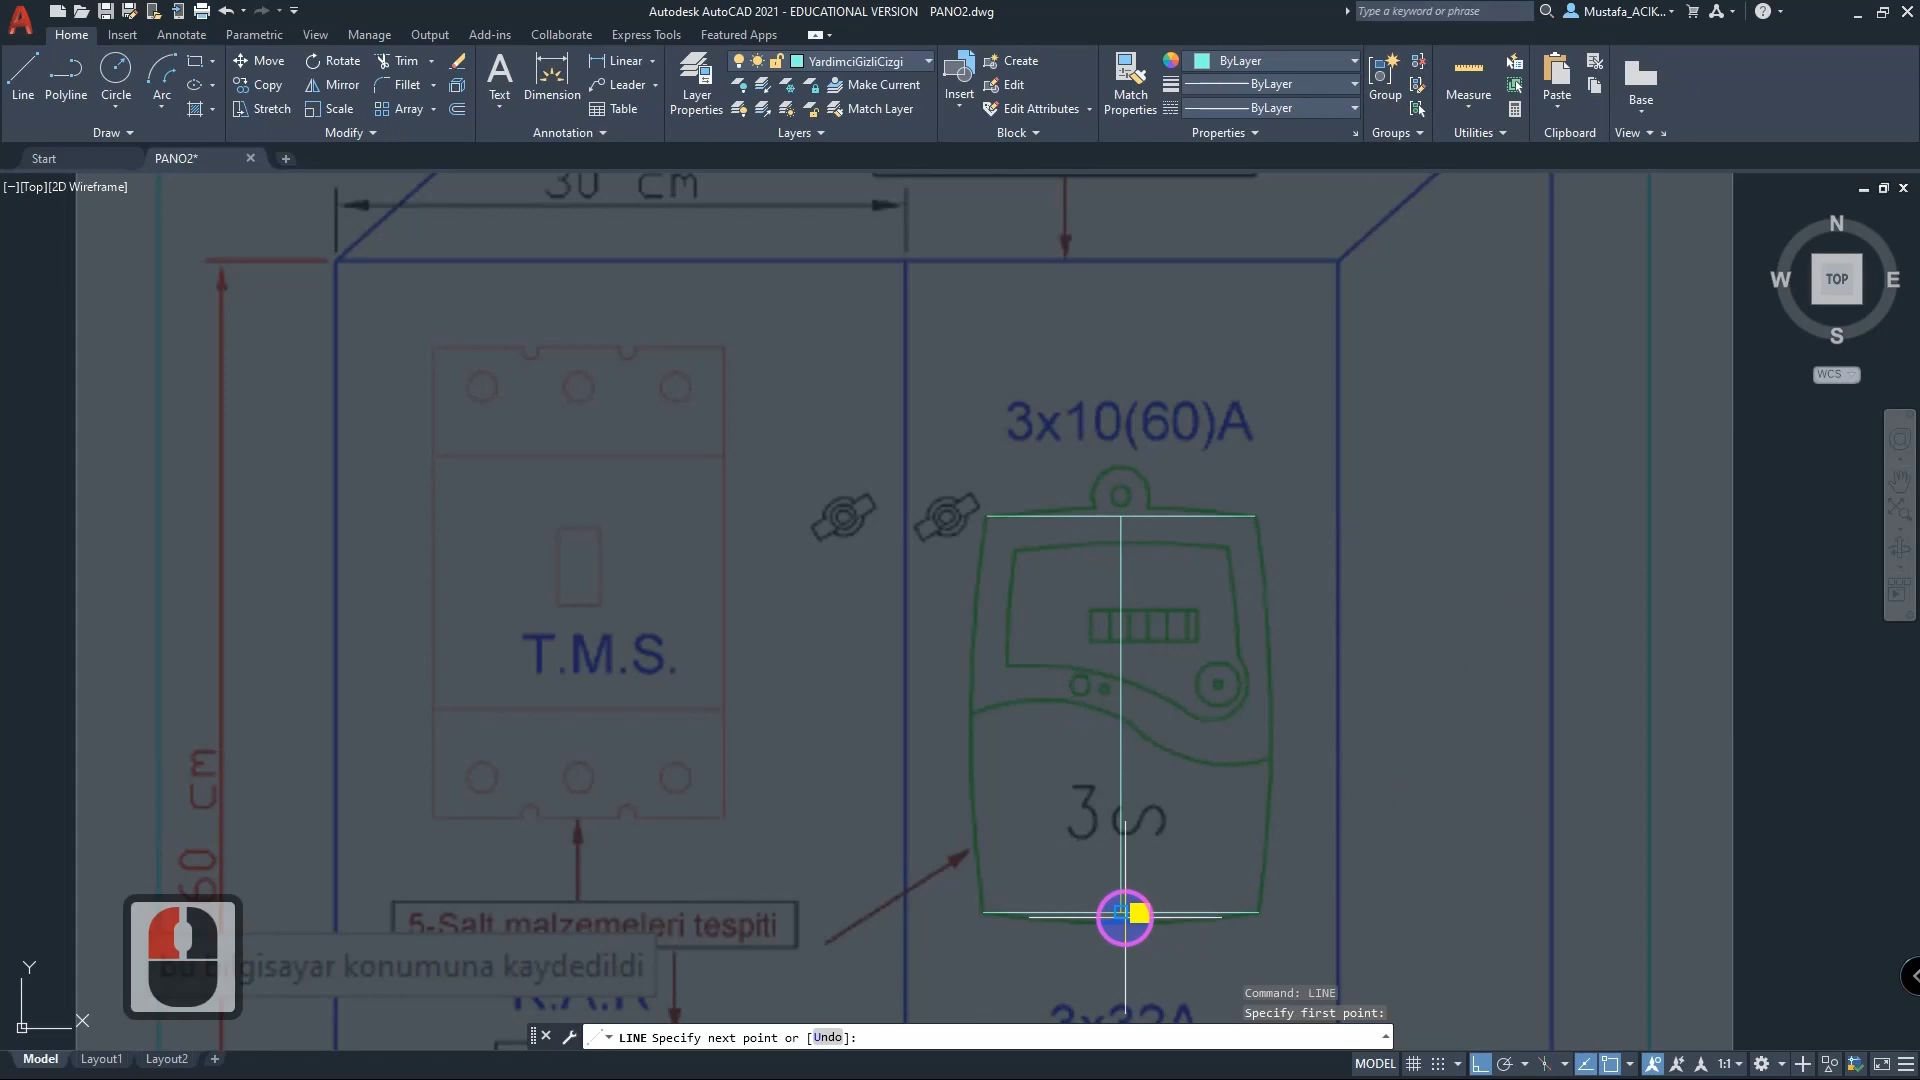 Autodesk AutoCAD 2021 - EDUCATIONAL VERSION PANO2.dwg
Type a keyword or phrase
Mustafa_ACIK...
Home Insert Annotate Parametric View Manage Output Add-ins Collaborate Express Tools Featured Apps
Line Polyline Circle Arc
Move Rotate Trim
Copy Mirror Fillet
Stretch Scale Array
Text Dimension
Linear
Leader
Table
Layer Properties
YardimciGizliCizgi
Make Current
Match Layer
Insert
Create
Edit
Edit Attributes
Match Properties
ByLayer
ByLayer
ByLayer
Group
Measure
Paste
Base
Draw Modify Annotation Layers Block Properties Groups Utilities Clipboard View
Start PANO2*
[−][Top][2D Wireframe]
30 cm
N
W TOP E
S
WCS
3x10(60)A
T.M.S.
60 cm
3
5-Salt malzemeleri tespiti
bilgisayar konumuna kaydedildi
K.A.K
3x32A
Command: LINE
Specify first point:
LINE Specify next point or [Undo]:
Y
X
Model Layout1 Layout2
MODEL
1:1